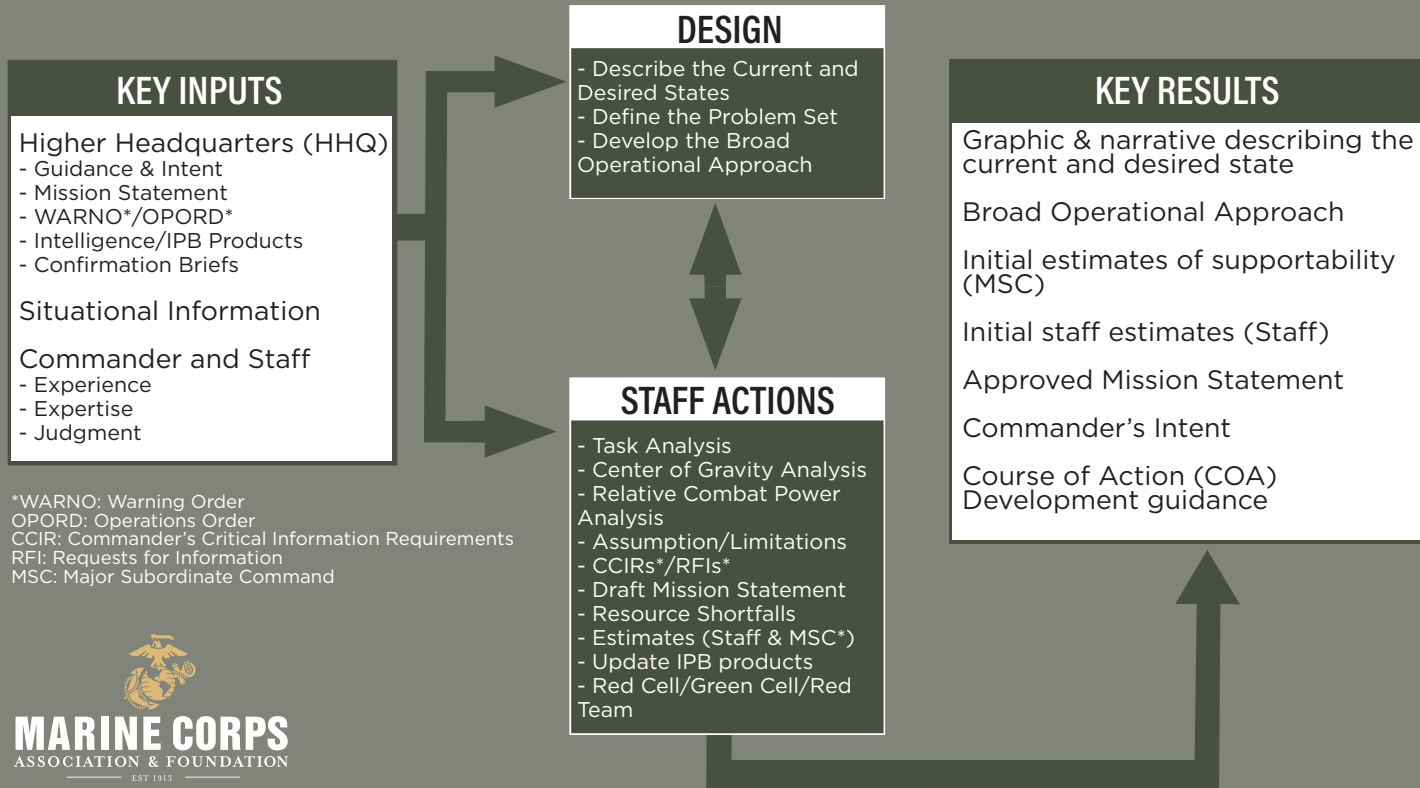 KEY INPUTS
Higher Headquarters (HHQ)
- Guidance & Intent
- Mission Statement
- WARNO*/OPORD*
- Intelligence/IPB Products
- Confirmation Briefs
Situational Information
Commander and Staff
- Experience
- Expertise
- Judgment
*WARNO: Warning Order
OPORD: Operations Order
CCIR: Commander’s Critical Information Requirements
RFI: Requests for Information
MSC: Major Subordinate Command
MARINE CORPS
ASSOCIATION & FOUNDATION
EST 1913
DESIGN
- Describe the Current and
Desired States
- Define the Problem Set
- Develop the Broad
Operational Approach
STAFF ACTIONS
- Task Analysis
- Center of Gravity Analysis
- Relative Combat Power
Analysis
- Assumption/Limitations
- CCIRs*/RFIs*
- Draft Mission Statement
- Resource Shortfalls
- Estimates (Staff & MSC*)
- Update IPB products
- Red Cell/Green Cell/Red
Team
KEY RESULTS
Graphic & narrative describing the
current and desired state
Broad Operational Approach
Initial estimates of supportability
(MSC)
Initial staff estimates (Staff)
Approved Mission Statement
Commander’s Intent
Course of Action (COA)
Development guidance